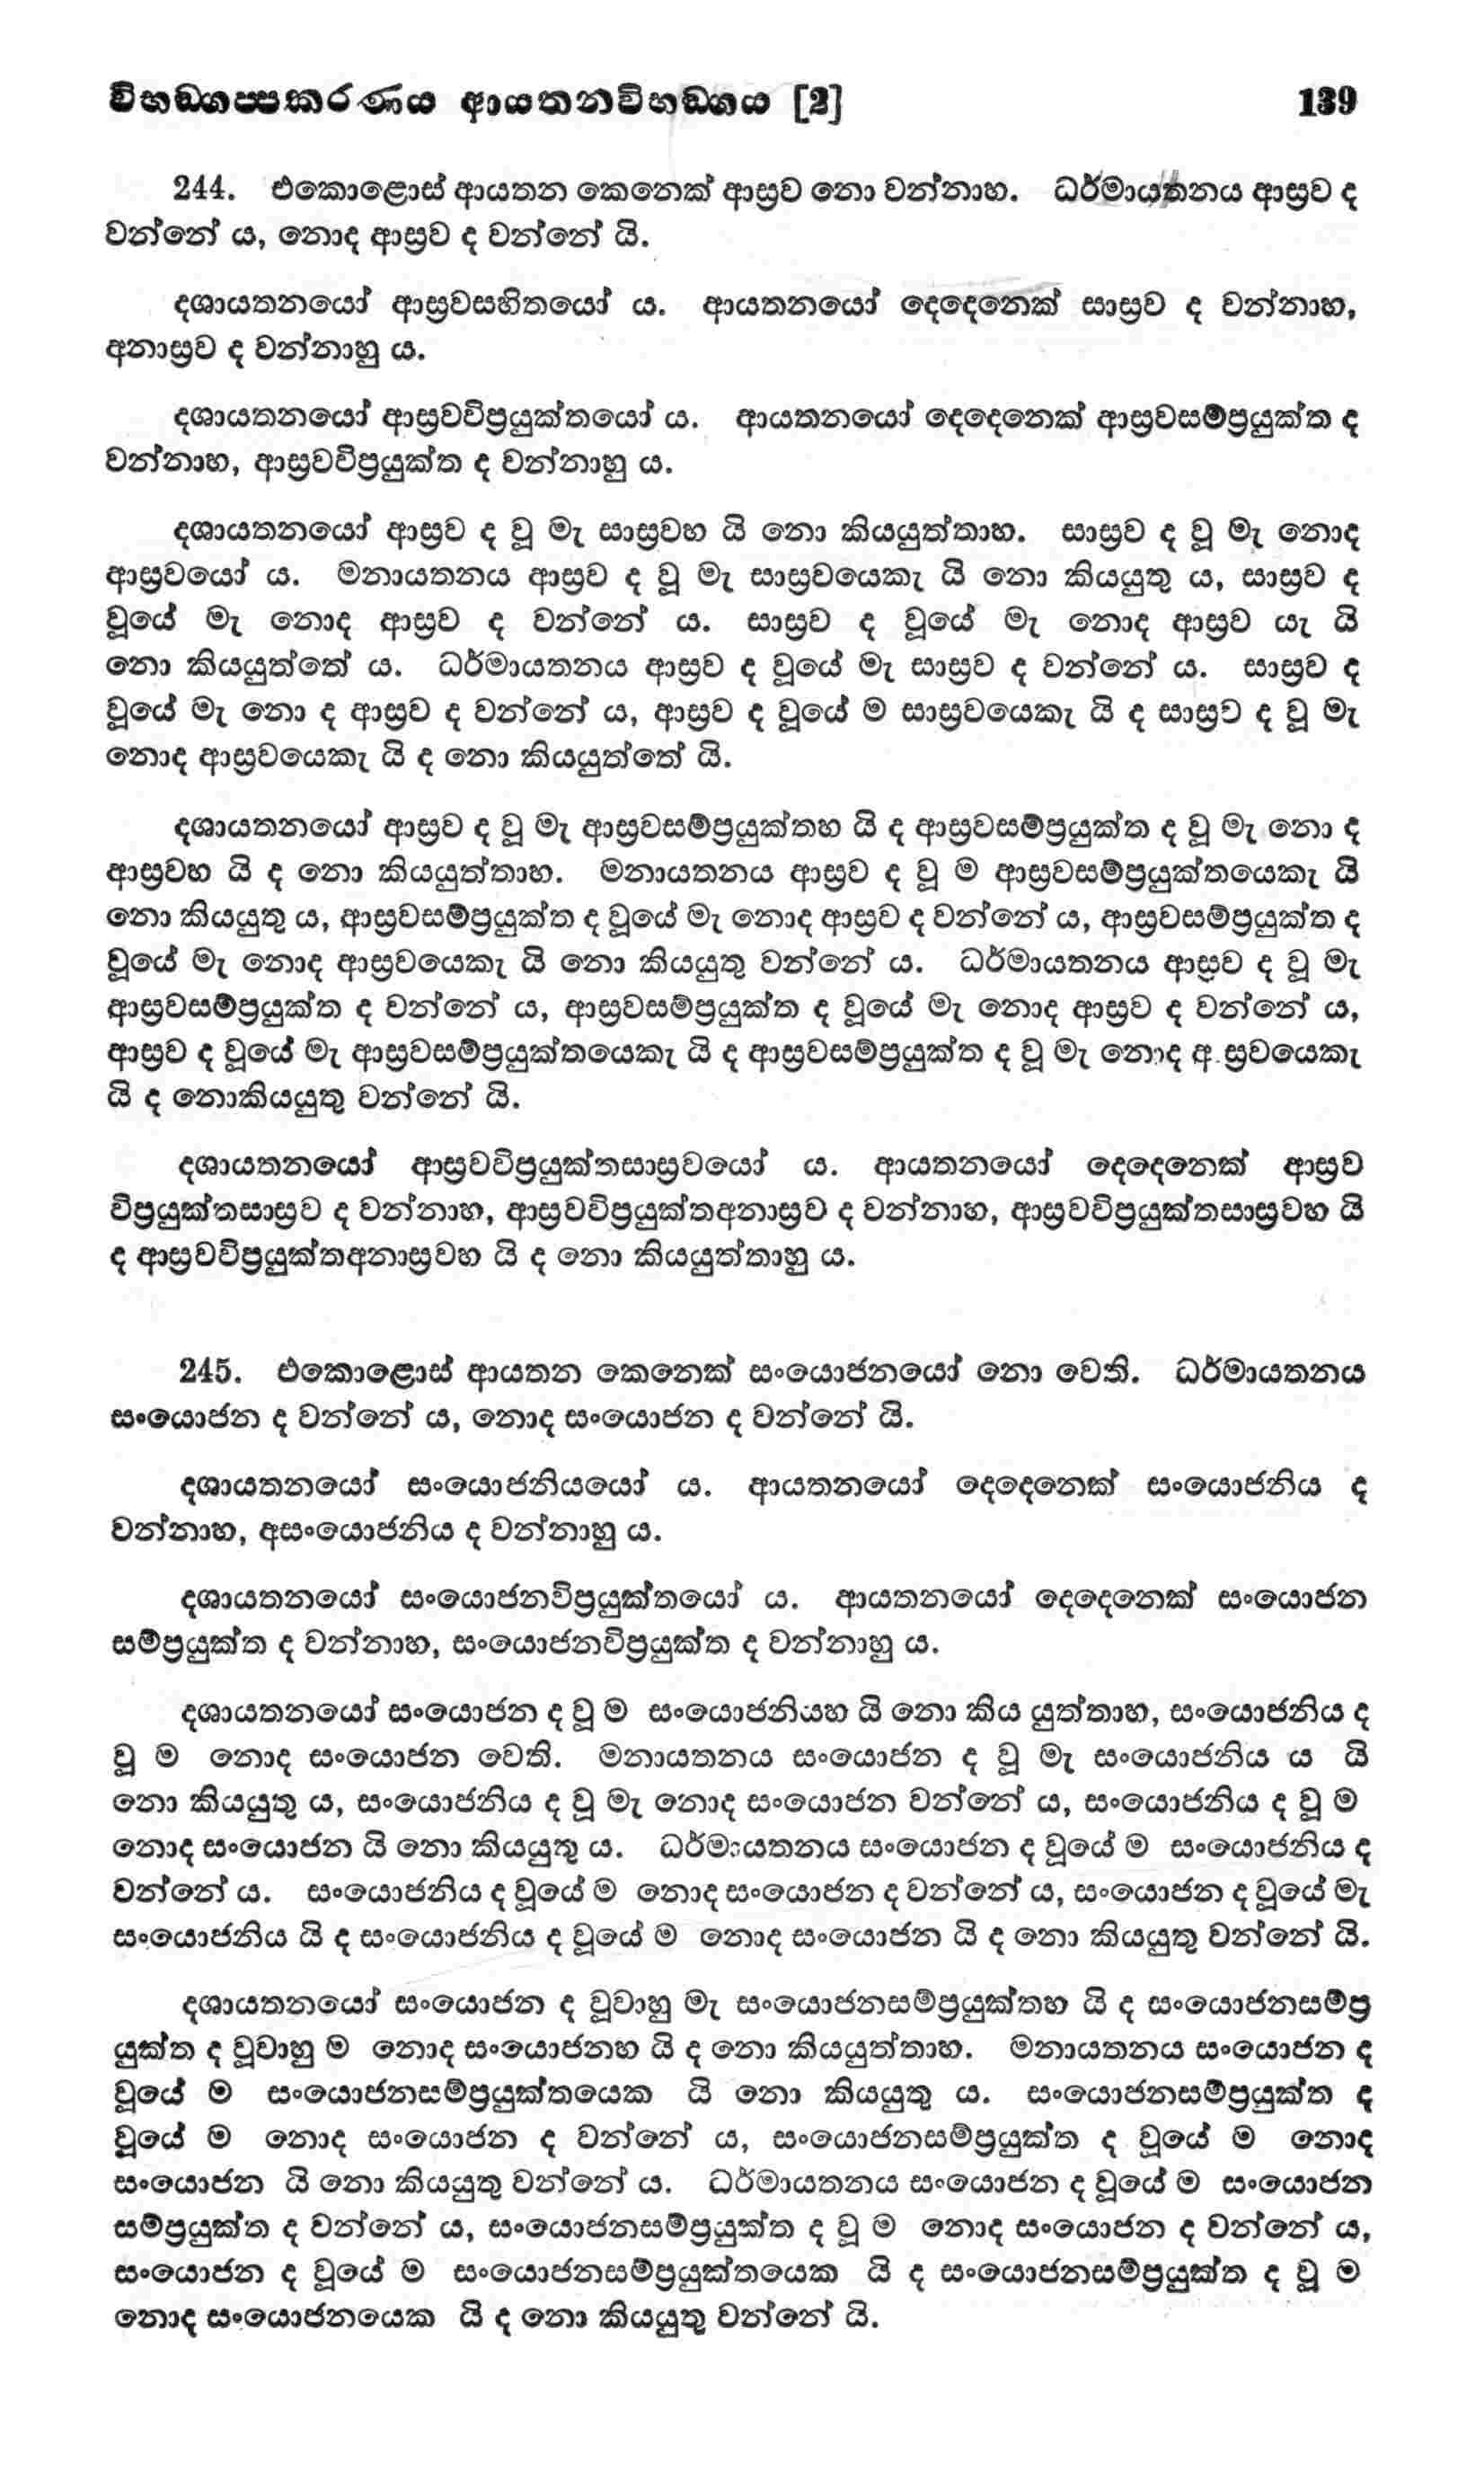 විභඞ්ගප්පකරණය ආයතනවිභඞ්ගය [2] 139
244. එකොළොස් ආයතන කෙනෙක් ආස්‍රව නො වන්නාහ. ධර්මායතනය ආස්‍රව ද
වන්නේ ය, නොද ආස්‍රව ද වන්නේ යි.
දශායතනයෝ ආස්‍රවසහිතයෝ ය. ආයතනයෝ දෙදෙනෙක් සාස්‍රව ද වන්නාහ,
අනාස්‍රව ද වන්නාහු ය.
දශායතනයෝ ආස්‍රවවිප්‍රයුක්තයෝ ය. ආයතනයෝ දෙදෙනෙක් ආස්‍රවසම්ප්‍රයුක්ත ද
වන්නාහ, ආස්‍රවවිප්‍රයුක්ත ද වන්නාහු ය.
දශායතනයෝ ආස්‍රව ද වූ මැ සාස්‍රවහ යි නො කියයුත්තාහ. සාස්‍රව ද වූ මැ නොද
ආස්‍රවයෝ ය. මනායතනය ආස්‍රව ද වූ මැ සාස්‍රවයෙකැ යි නො කියයුතු ය, සාස්‍රව ද
වූයේ මැ නොද ආස්‍රව ද වන්නේ ය. සාස්‍රව ද වූයේ මැ නොද ආස්‍රව යැ යි
නො කියයුත්තේ ය. ධර්මායතනය ආස්‍රව ද වූයේ මැ සාස්‍රව ද වන්නේ ය. සාස්‍රව ද
වූයේ මැ නො ද ආස්‍රව ද වන්නේ ය, ආස්‍රව ද වූයේ ම සාස්‍රවයෙකැ යි ද සාස්‍රව ද වූ මැ
නොද ආස්‍රවයෙකැ යි ද නො කියයුත්තේ යි.
දශායතනයෝ ආස්‍රව ද වූ මැ ආස්‍රවසම්ප්‍රයුක්තහ යි ද ආස්‍රවසම්ප්‍රයුක්ත ද වූ මැ නො ද
ආස්‍රවහ යි ද නො කියයුත්තාහ. මනායතනය ආස්‍රව ද වූ ම ආස්‍රවසම්ප්‍රයුක්තයෙකැ යි
නො කියයුතු ය, ආස්‍රවසම්ප්‍රයුක්ත ද වූයේ මැ නොද ආස්‍රව ද වන්නේ ය, ආස්‍රවසම්ප්‍රයුක්ත ද
වූයේ මැ නොද ආස්‍රවයෙකැ යි නො කියයුතු වන්නේ ය. ධර්මායතනය ආස්‍රව ද වූ මැ
ආස්‍රවසම්ප්‍රයුක්ත ද වන්නේ ය, ආස්‍රවසම්ප්‍රයුක්ත ද වූයේ මැ නොද ආස්‍රව ද වන්නේ ය,
ආස්‍රව ද වූයේ මැ ආස්‍රවසම්ප්‍රයුක්තයෙකැ යි ද ආස්‍රවසම්ප්‍රයුක්ත ද වූ මැ නොද ආස්‍රවයෙකැ
යි ද නොකියයුතු වන්නේ යි.
දශායතනයෝ ආස්‍රවවිප්‍රයුක්තසාස්‍රවයෝ ය. ආයතනයෝ දෙදෙනෙක් ආස්‍රව
විප්‍රයුක්තසාස්‍රව ද වන්නාහ, ආස්‍රවවිප්‍රයුක්තඅනාස්‍රව ද වන්නාහ, ආස්‍රවවිප්‍රයුක්තසාස්‍රවහ යි
ද ආස්‍රවවිප්‍රයුක්තඅනාස්‍රවහ යි ද නො කියයුත්තාහු ය.
245. එකොළොස් ආයතන කෙනෙක් සංයොජනයෝ නො වෙති. ධර්මායතනය
සංයොජන ද වන්නේ ය, නොද සංයොජන ද වන්නේ යි.
දශායතනයෝ සංයොජනියයෝ ය. ආයතනයෝ දෙදෙනෙක් සංයොජනිය ද
වන්නාහ, අසංයොජනිය ද වන්නාහු ය.
දශායතනයෝ සංයොජනවිප්‍රයුක්තයෝ ය. ආයතනයෝ දෙදෙනෙක් සංයොජන
සම්ප්‍රයුක්ත ද වන්නාහ, සංයොජනවිප්‍රයුක්ත ද වන්නාහු ය.
දශායතනයෝ සංයොජන ද වූ ම සංයොජනියහ යි නො කිය යුත්තාහ, සංයොජනිය ද
වූ ම නොද සංයොජන වෙති. මනායතනය සංයොජන ද වූ මැ සංයොජනිය ය යි
නො කියයුතු ය, සංයොජනිය ද වූ මැ නොද සංයොජන වන්නේ ය, සංයොජනිය ද වූ ම
නොද සංයොජන යි නො කියයුතු ය. ධර්මායතනය සංයොජන ද වූයේ ම සංයොජනිය ද
වන්නේ ය. සංයොජනිය ද වූයේ ම නොද සංයොජන ද වන්නේ ය, සංයොජන ද වූයේ මැ
සංයොජනිය යි ද සංයොජනිය ද වූයේ ම නොද සංයොජන යි ද නො කියයුතු වන්නේ යි.
දශායතනයෝ සංයොජන ද වූවාහු මැ සංයොජනසම්ප්‍රයුක්තහ යි ද සංයොජනසම්ප්‍ර
යුක්ත ද වූවාහු ම නොද සංයොජනහ යි ද නො කියයුත්තාහ. මනායතනය සංයොජන ද
වූයේ ම සංයොජනසම්ප්‍රයුක්තයෙක යි නො කියයුතු ය. සංයොජනසම්ප්‍රයුක්ත ද
වූයේ ම නොද සංයොජන ද වන්නේ ය, සංයොජනසම්ප්‍රයුක්ත ද වූයේ ම නොද
සංයොජන යි නො කියයුතු වන්නේ ය. ධර්මායතනය සංයොජන ද වූයේ ම සංයොජන
සම්ප්‍රයුක්ත ද වන්නේ ය, සංයොජනසම්ප්‍රයුක්ත ද වූ ම නොද සංයොජන ද වන්නේ ය,
සංයොජන ද වූයේ ම සංයොජනසම්ප්‍රයුක්තයෙක යි ද සංයොජනසම්ප්‍රයුක්ත ද වූ ම
නොද සංයොජනයෙක යි ද නො කියයුතු වන්නේ යි.